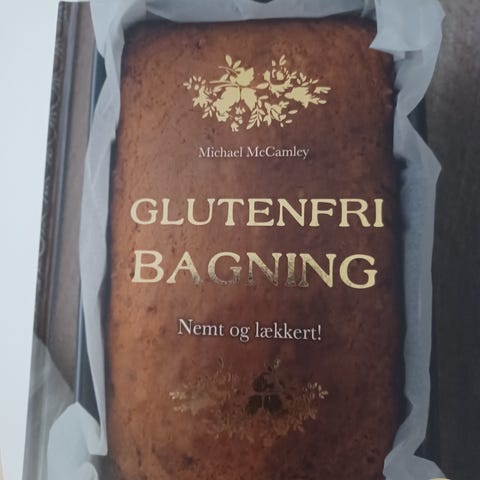 Michael McCamley
GLUTENFRI
BAGNING
Nemt og lækkert!